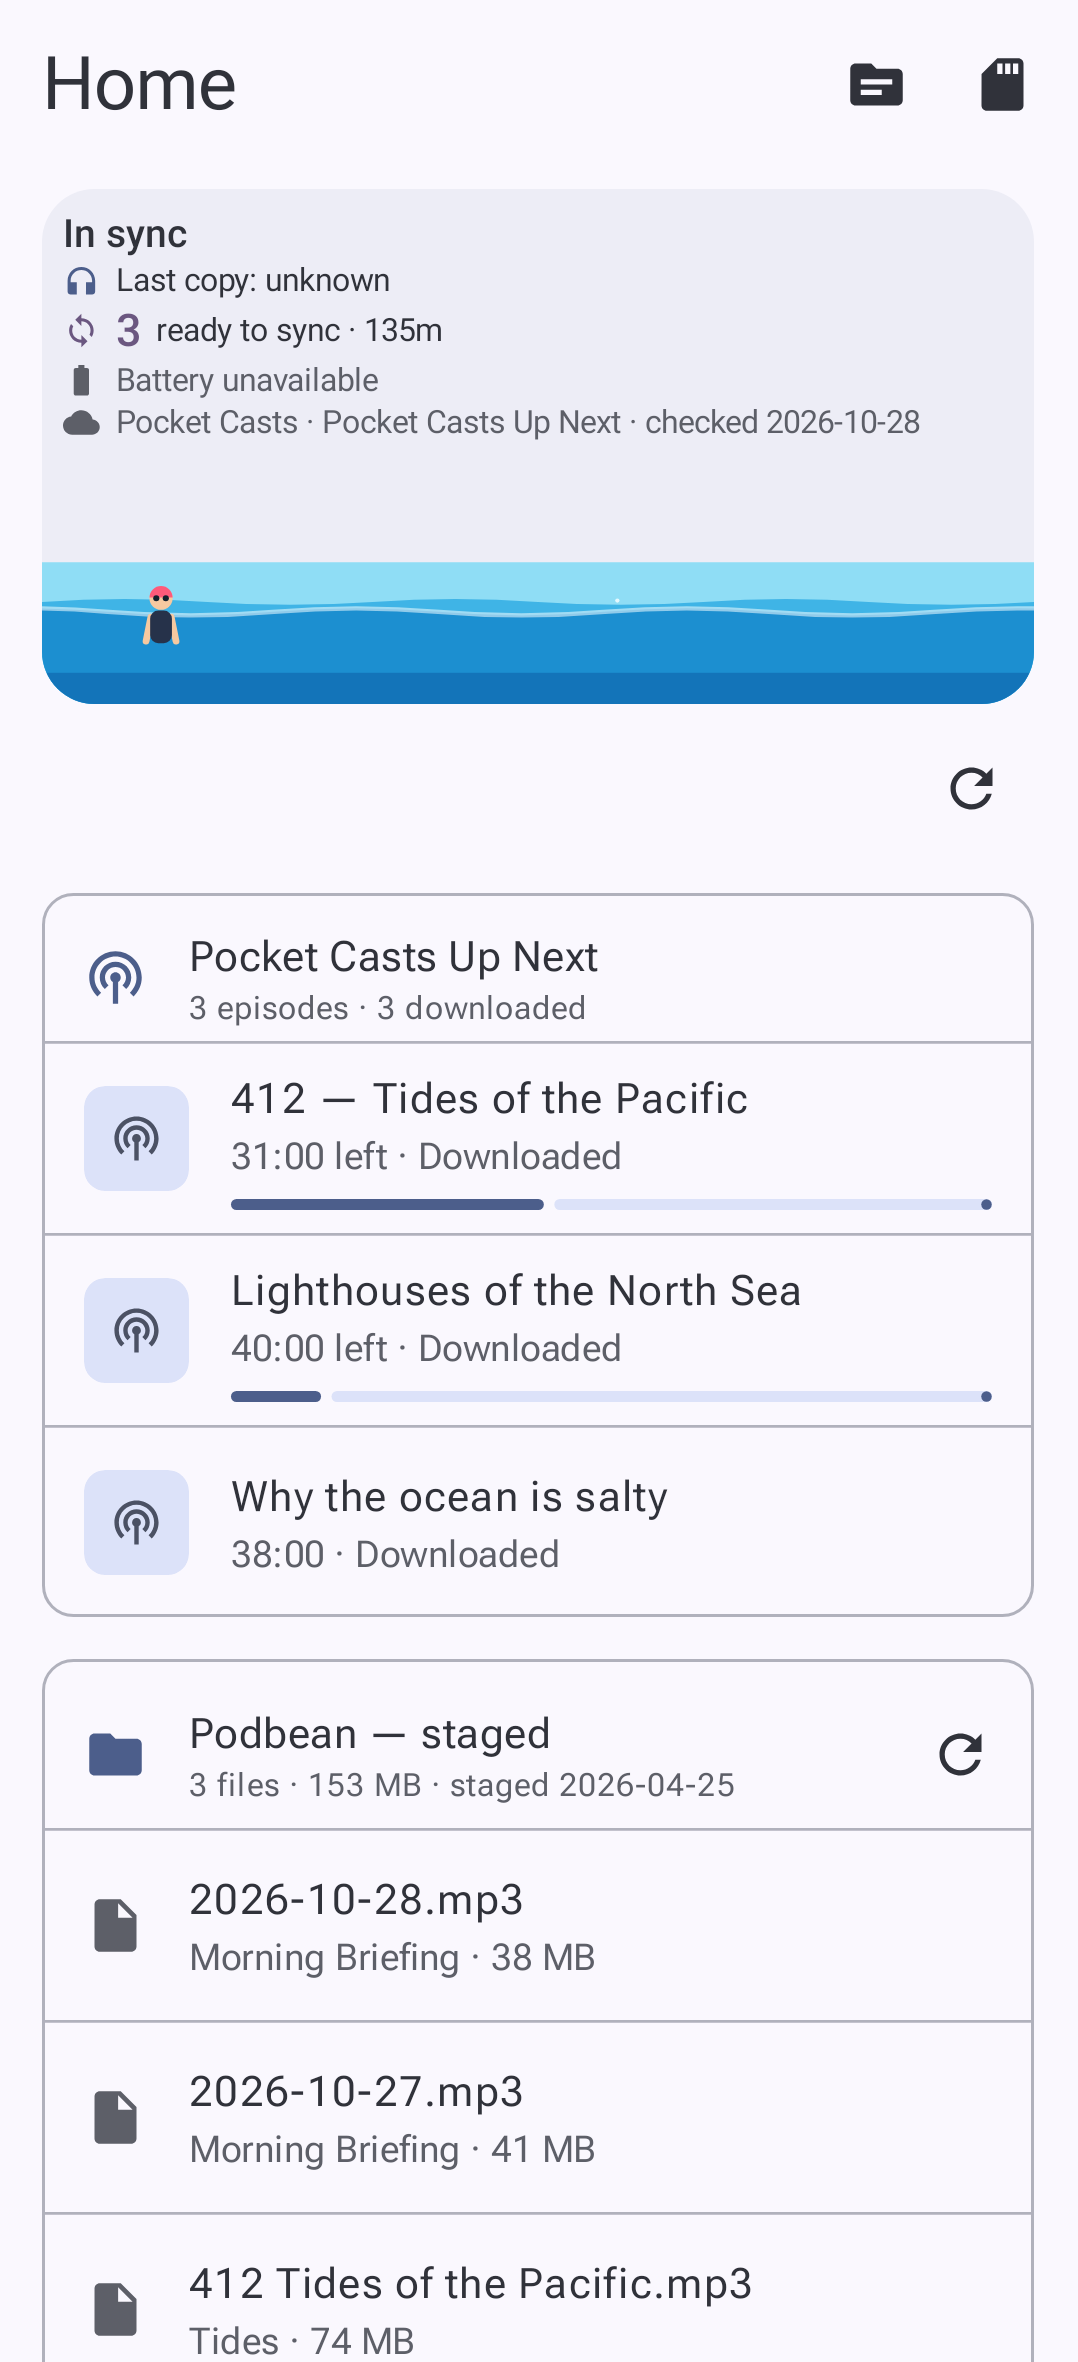 Home
In sync
Last copy: unknown
3 ready to sync · 135m
Battery unavailable
Pocket Casts · Pocket Casts Up Next · checked 2026-10-28
Pocket Casts Up Next
3 episodes · 3 downloaded
412 — Tides of the Pacific
31:00 left · Downloaded
Lighthouses of the North Sea
40:00 left · Downloaded
Why the ocean is salty
38:00 · Downloaded
Podbean — staged
3 files · 153 MB · staged 2026-04-25
2026-10-28.mp3
Morning Briefing · 38 MB
2026-10-27.mp3
Morning Briefing · 41 MB
412 Tides of the Pacific.mp3
Tides · 74 MB